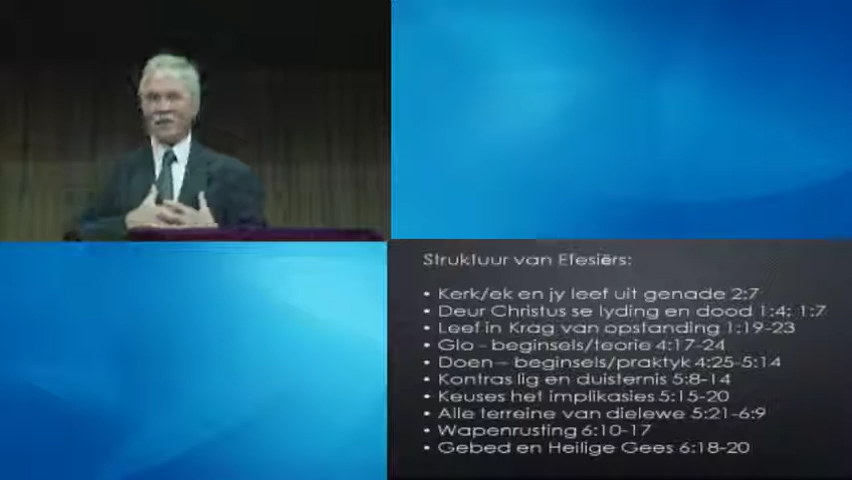 Struktuur van Efesiërs:
• Kerk/ek en jy leef uit genade 2:7
• Deur Christus se lyding en dood 1:4; 1:7
• Leef in Krag van opstanding 1:19-23
• Glo - beginsels/teorie 4:17-24
• Doen – beginsels/praktyk 4:25-5:14
• Kontras lig en duisternis 5:8-14
• Keuses het implikasies 5:15-20
• Alle terreine van dielewe 5:21-6:9
• Wapenrusting 6:10-17
• Gebed en Heilige Gees 6:18-20